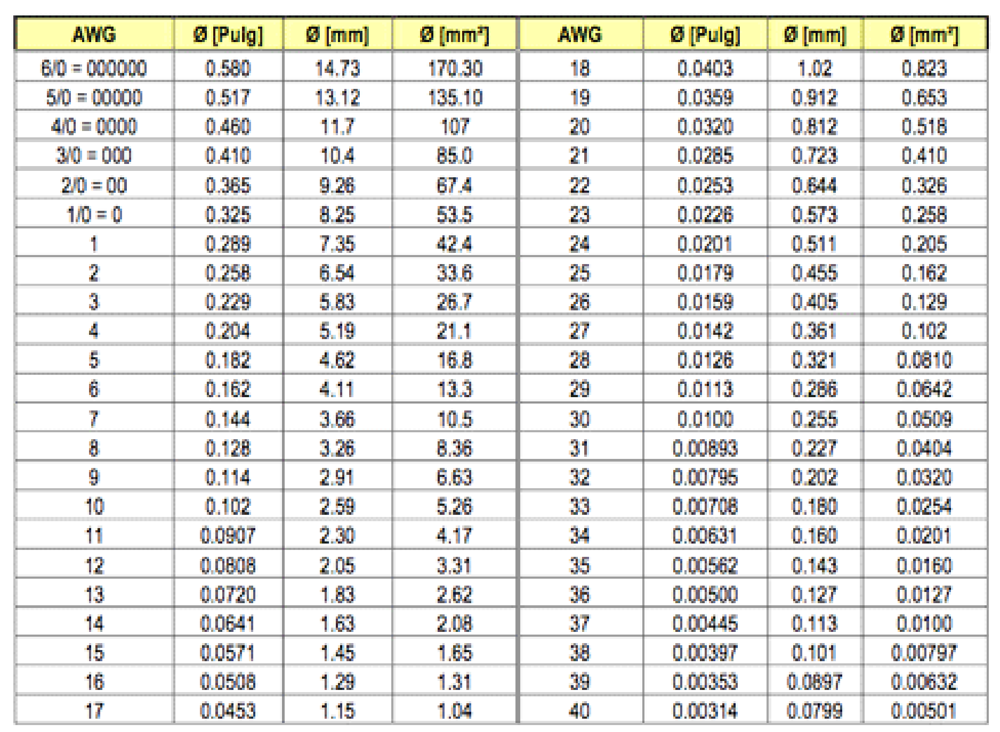 AWG Ø [Pulg] Ø [mm] Ø [mm²] AWG Ø [Pulg] Ø [mm] Ø [mm²]
6/0 = 000000 0.580 14.73 170.30 18 0.0403 1.02 0.823
5/0 = 00000 0.517 13.12 135.10 19 0.0359 0.912 0.653
4/0 = 0000 0.460 11.7 107 20 0.0320 0.812 0.518
3/0 = 000 0.410 10.4 85.0 21 0.0285 0.723 0.410
2/0 = 00 0.365 9.26 67.4 22 0.0253 0.644 0.326
1/0 = 0 0.325 8.25 53.5 23 0.0226 0.573 0.258
1 0.289 7.35 42.4 24 0.0201 0.511 0.205
2 0.258 6.54 33.6 25 0.0179 0.455 0.162
3 0.229 5.83 26.7 26 0.0159 0.405 0.129
4 0.204 5.19 21.1 27 0.0142 0.361 0.102
5 0.182 4.62 16.8 28 0.0126 0.321 0.0810
6 0.162 4.11 13.3 29 0.0113 0.286 0.0642
7 0.144 3.66 10.5 30 0.0100 0.255 0.0509
8 0.128 3.26 8.36 31 0.00893 0.227 0.0404
9 0.114 2.91 6.63 32 0.00795 0.202 0.0320
10 0.102 2.59 5.26 33 0.00708 0.180 0.0254
11 0.0907 2.30 4.17 34 0.00631 0.160 0.0201
12 0.0808 2.05 3.31 35 0.00562 0.143 0.0160
13 0.0720 1.83 2.62 36 0.00500 0.127 0.0127
14 0.0641 1.63 2.08 37 0.00445 0.113 0.0100
15 0.0571 1.45 1.65 38 0.00397 0.101 0.00797
16 0.0508 1.29 1.31 39 0.00353 0.0897 0.00632
17 0.0453 1.15 1.04 40 0.00314 0.0799 0.00501